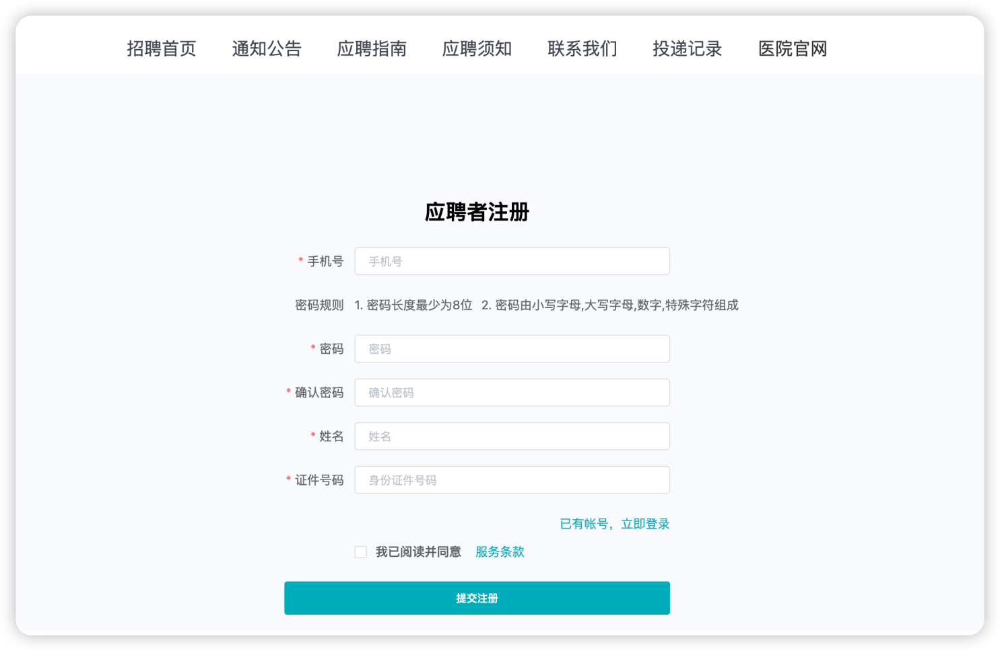 招聘首页 通知公告 应聘指南 应聘须知 联系我们 投递记录 医院官网
应聘者注册
* 手机号 手机号
密码规则 1. 密码长度最少为8位 2. 密码由小写字母,大写字母,数字,特殊字符组成
* 密码 密码
* 确认密码 确认密码
* 姓名 姓名
* 证件号码 身份证件号码
已有帐号，立即登录
我已阅读并同意 服务条款
提交注册